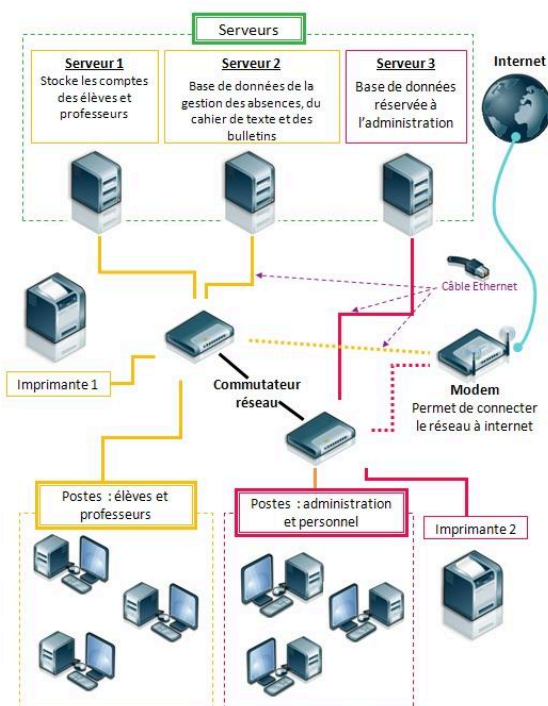 Serveurs
Serveur 1
Stocke les comptes
des élèves et
professeurs
Serveur 2
Base de données de la
gestion des absences, du
cahier de texte et des
bulletins
Serveur 3
Base de données
réservée à
l'administration
Internet
Câble Ethernet
Imprimante 1
Commutateur
réseau
Modem
Permet de connecter
le réseau à internet
Postes : élèves et
professeurs
Postes : administration
et personnel
Imprimante 2